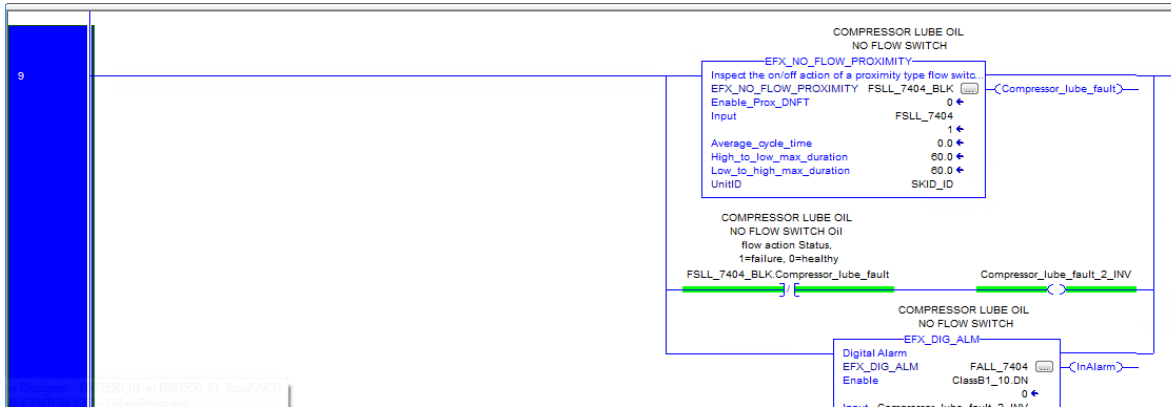 COMPRESSOR LUBE OIL
NO FLOW SWITCH
9
EFX_NO_FLOW_PROXIMITY
Inspect the on/off action of a proximity type flow switc...
EFX_NO_FLOW_PROXIMITY FSLL_7404_BLK ...
Compressor_lube_fault
Enable_Prox_DNFT 0
Input FSLL_7404
1
Average_cycle_time 0.0
High_to_low_max_duration 60.0
Low_to_high_max_duration 60.0
UnitID SKID_ID
COMPRESSOR LUBE OIL
NO FLOW SWITCH Oil
flow action Status,
1=failure, 0=healthy
FSLL_7404_BLK.Compressor_lube_fault
Compressor_lube_fault_2_INV
COMPRESSOR LUBE OIL
NO FLOW SWITCH
EFX_DIG_ALM
Digital Alarm
EFX_DIG_ALM FALL_7404 ...
InAlarm
Enable ClassB1_10.DN
0
Input Compressor_lube_fault_2_INV